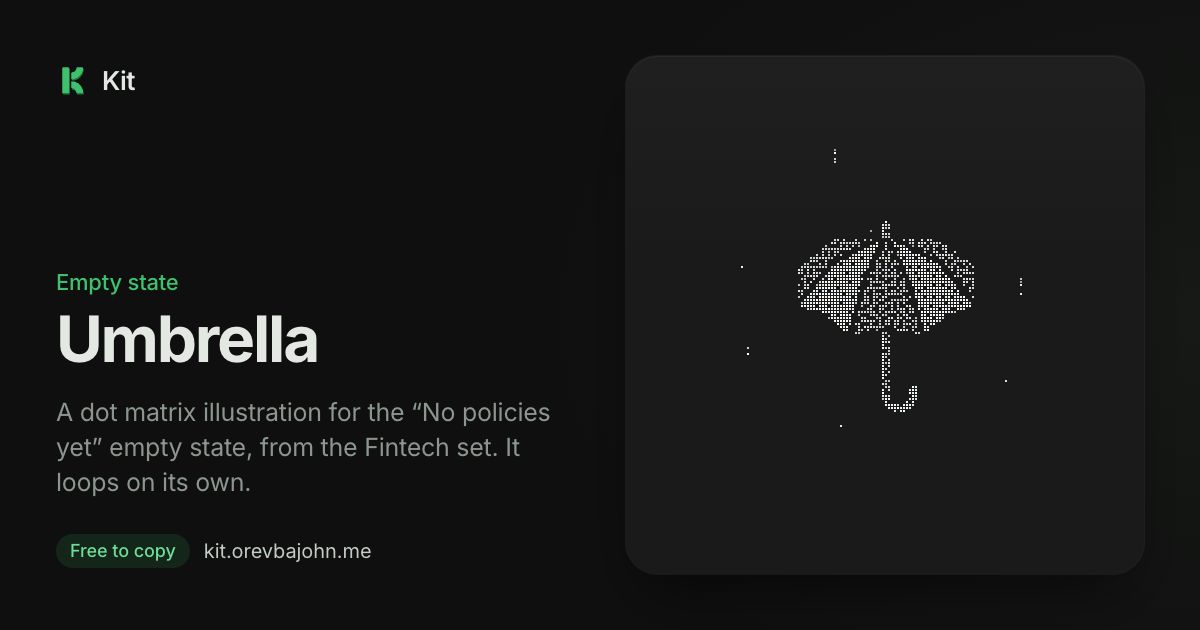 Kit
Empty state
Umbrella
A dot matrix illustration for the “No policies
yet” empty state, from the Fintech set. It
loops on its own.
Free to copy
kit.orevbajohn.me